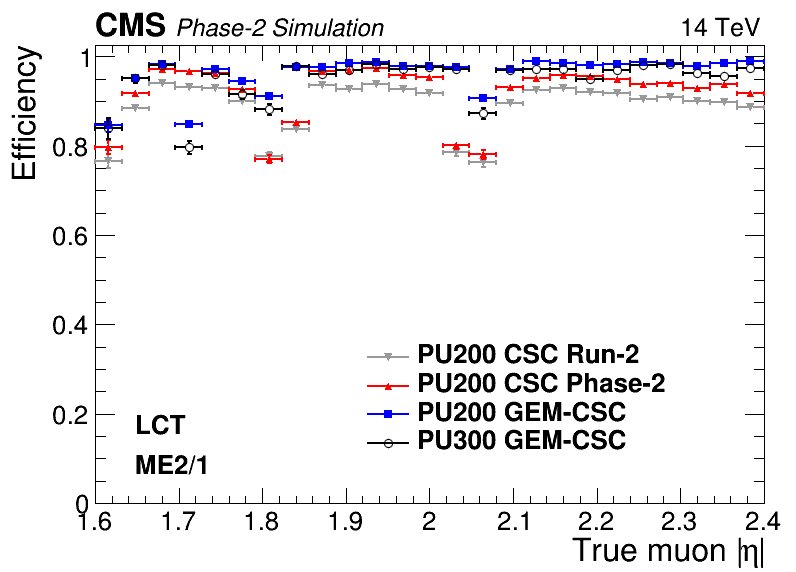 CMS Phase-2 Simulation 14 TeV
Efficiency
1
0.8
0.6
0.4
0.2
0
PU200 CSC Run-2
PU200 CSC Phase-2
PU200 GEM-CSC
PU300 GEM-CSC
LCT
ME2/1
1.6 1.7 1.8 1.9 2 2.1 2.2 2.3 2.4
True muon |η|